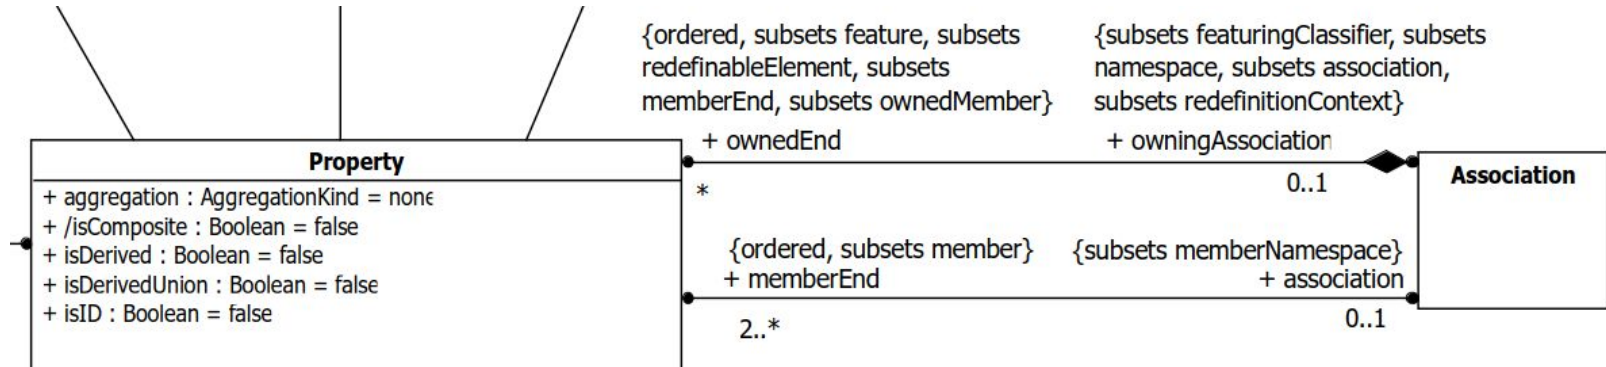 {ordered, subsets feature, subsets
redefinableElement, subsets
memberEnd, subsets ownedMember}
{subsets featuringClassifier, subsets
namespace, subsets association,
subsets redefinitionContext}
+ ownedEnd
+ owningAssociation
*
0..1
Property
+ aggregation : AggregationKind = none
+ /isComposite : Boolean = false
+ isDerived : Boolean = false
+ isDerivedUnion : Boolean = false
+ isID : Boolean = false
Association
{ordered, subsets member}
+ memberEnd
{subsets memberNamespace}
+ association
2..*
0..1